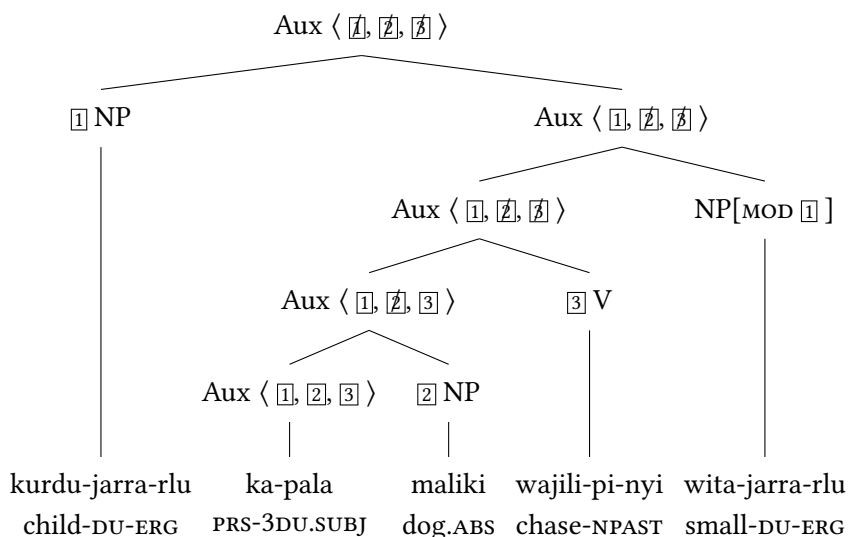 Aux ⟨ 1̸, 2̸, 3̸ ⟩
1 NP Aux ⟨ 1, 2̸, 3̸ ⟩
Aux ⟨ 1, 2̸, 3̸ ⟩ NP[MOD 1 ]
Aux ⟨ 1, 2̸, 3 ⟩ 3 V
Aux ⟨ 1, 2, 3 ⟩ 2 NP
kurdu-jarra-rlu ka-pala maliki wajili-pi-nyi wita-jarra-rlu
child-DU-ERG PRS-3DU.SUBJ dog.ABS chase-NPAST small-DU-ERG